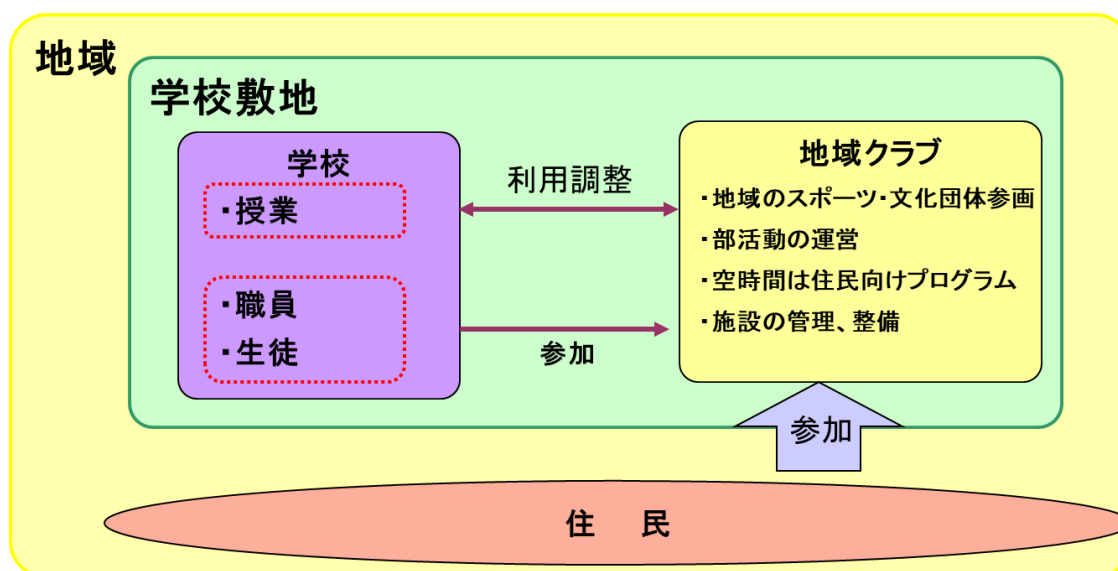 地域
学校敷地
学校
・授業
・職員
・生徒
利用調整
参加
地域クラブ
・地域のスポーツ・文化団体参画
・部活動の運営
・空時間は住民向けプログラム
・施設の管理、整備
参加
住　民